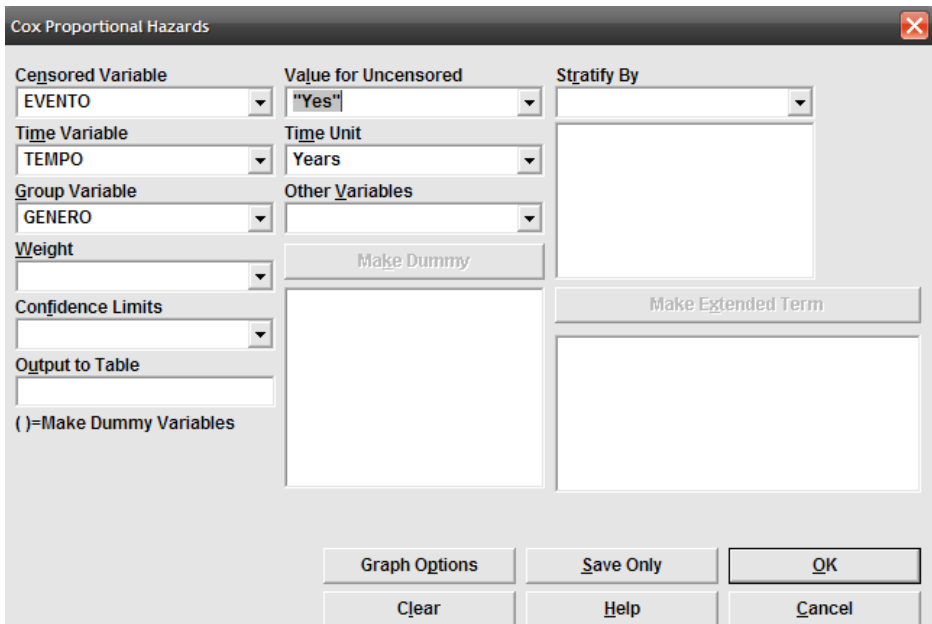 Cox Proportional Hazards
Censored Variable
EVENTO
Time Variable
TEMPO
Group Variable
GENERO
Weight
Confidence Limits
Output to Table
( )=Make Dummy Variables
Value for Uncensored
"Yes"
Time Unit
Years
Other Variables
Make Dummy
Stratify By
Make Extended Term
Graph Options
Save Only
OK
Clear
Help
Cancel